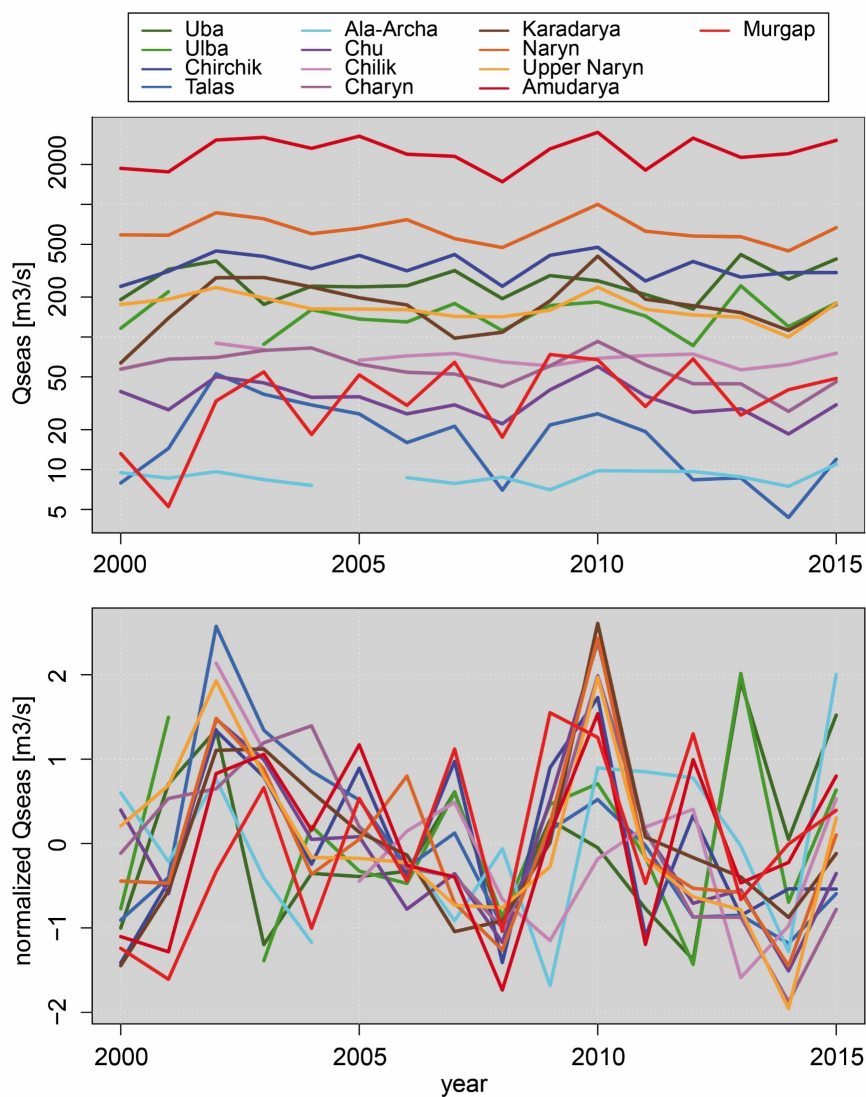 Uba Ala-Archa Karadarya Murgap
Ulba Chu Naryn
Chirchik Chilik Upper Naryn
Talas Charyn Amudarya
Qseas [m3/s]
2000
500
200
50
20
10
5
2000 2005 2010 2015
normalized Qseas [m3/s]
2
1
0
−1
−2
2000 2005 2010 2015
year